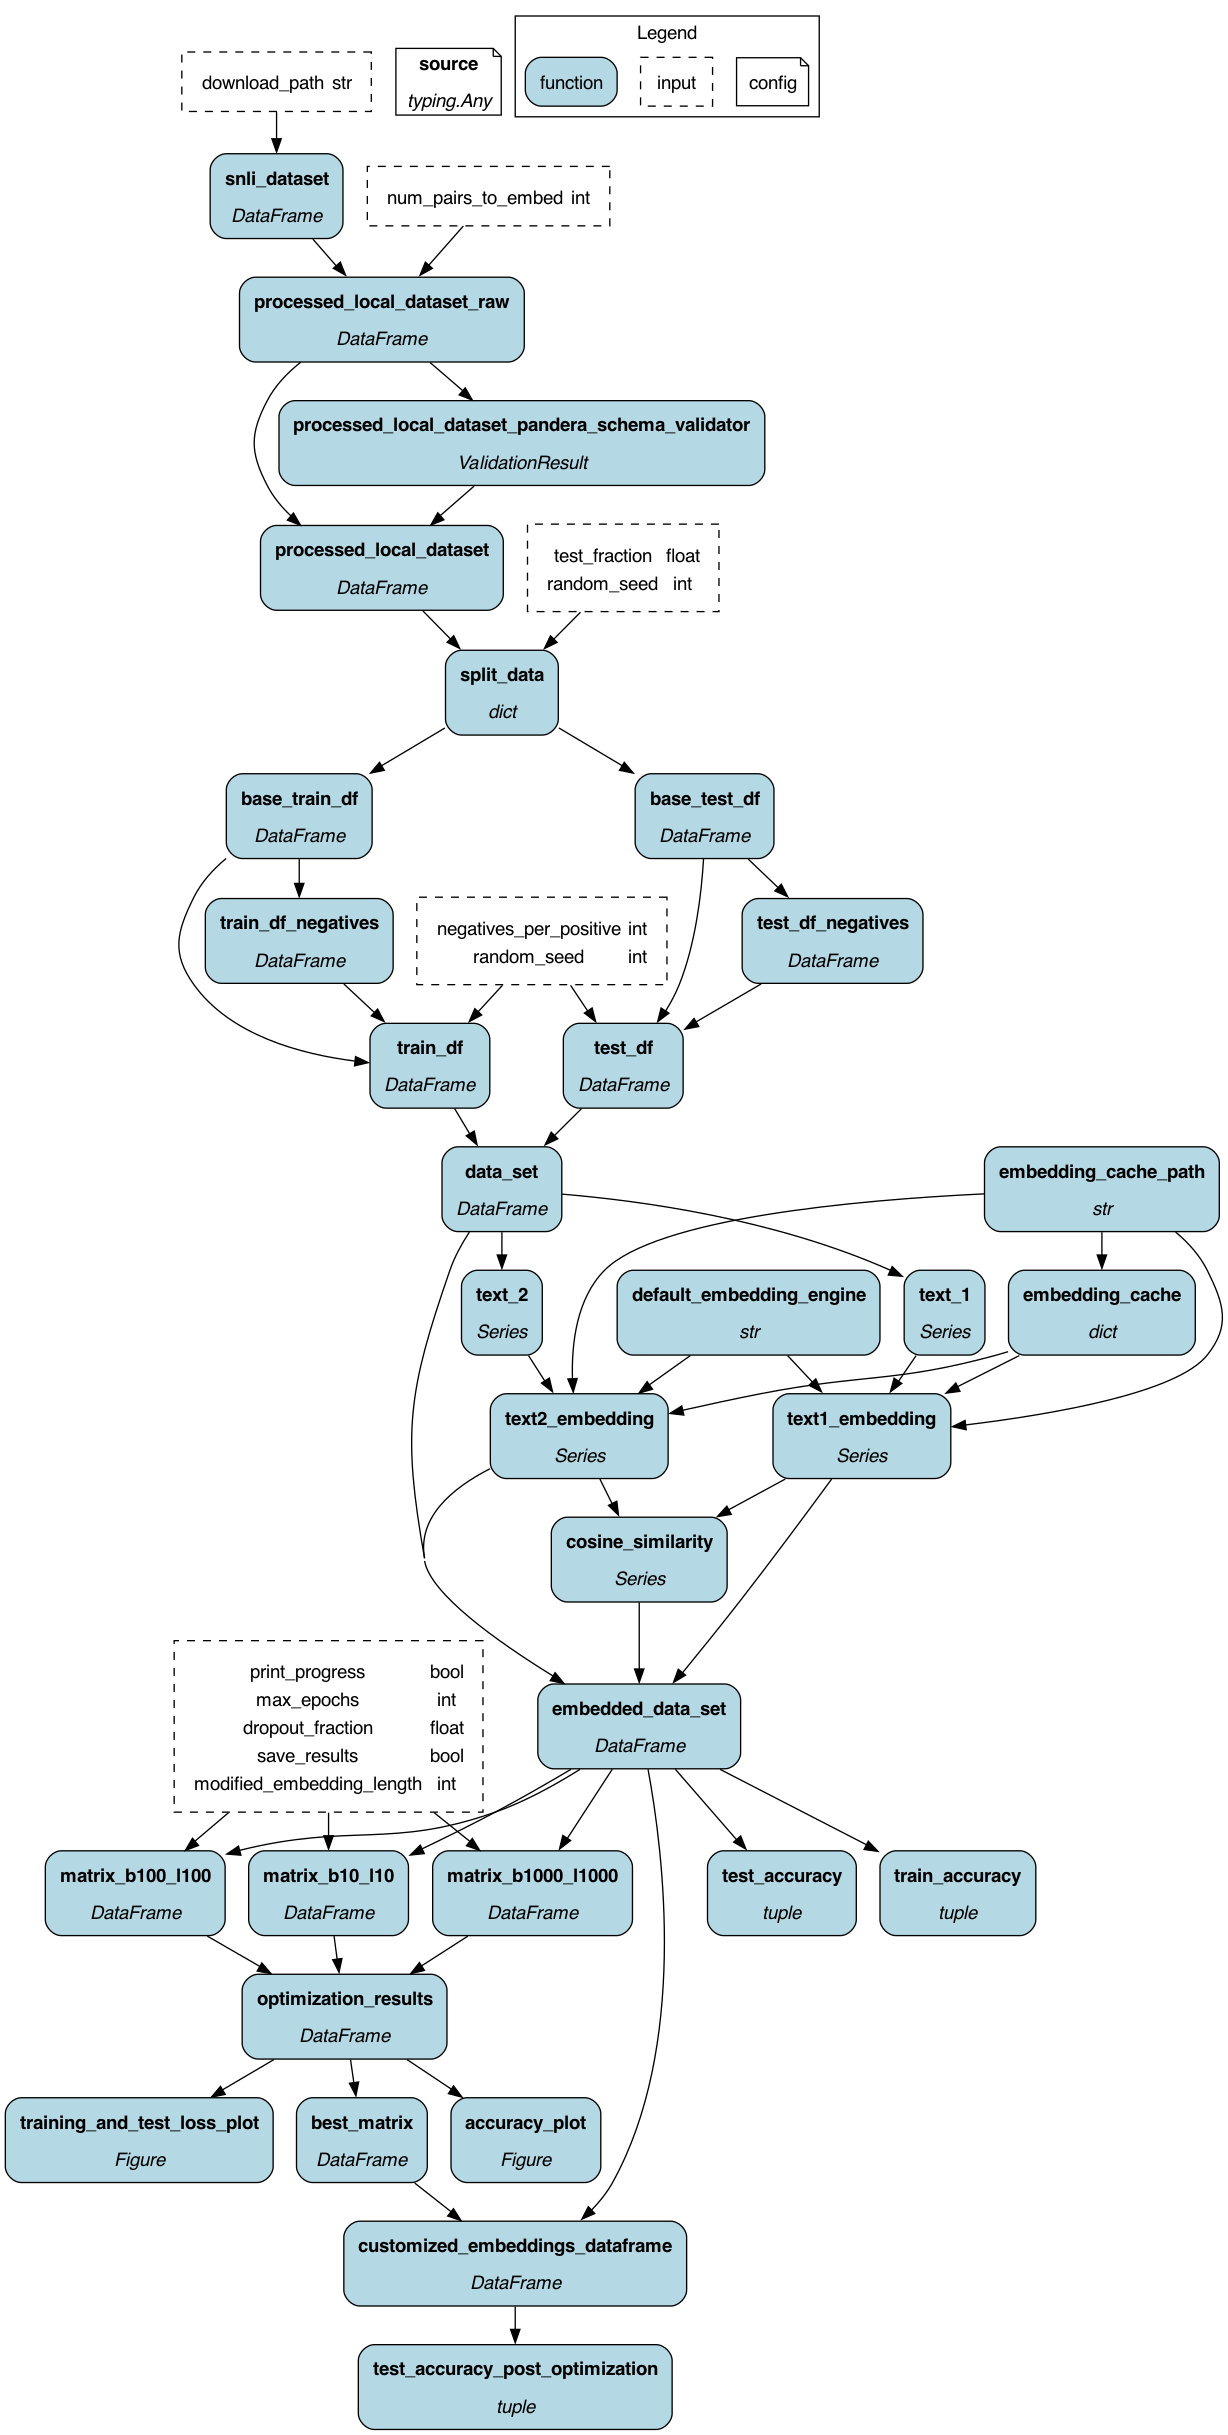 Legend
function
input
config
download_path str
source
typing.Any
snli_dataset
DataFrame
num_pairs_to_embed int
processed_local_dataset_raw
DataFrame
processed_local_dataset_pandera_schema_validator
ValidationResult
processed_local_dataset
DataFrame
test_fraction float
random_seed int
split_data
dict
base_train_df
DataFrame
base_test_df
DataFrame
train_df_negatives
DataFrame
negatives_per_positive int
random_seed int
test_df_negatives
DataFrame
train_df
DataFrame
test_df
DataFrame
data_set
DataFrame
embedding_cache_path
str
text_2
Series
default_embedding_engine
str
text_1
Series
embedding_cache
dict
text2_embedding
Series
text1_embedding
Series
cosine_similarity
Series
print_progress bool
max_epochs int
dropout_fraction float
save_results bool
modified_embedding_length int
embedded_data_set
DataFrame
matrix_b100_l100
DataFrame
matrix_b10_l10
DataFrame
matrix_b1000_l1000
DataFrame
test_accuracy
tuple
train_accuracy
tuple
optimization_results
DataFrame
training_and_test_loss_plot
Figure
best_matrix
DataFrame
accuracy_plot
Figure
customized_embeddings_dataframe
DataFrame
test_accuracy_post_optimization
tuple